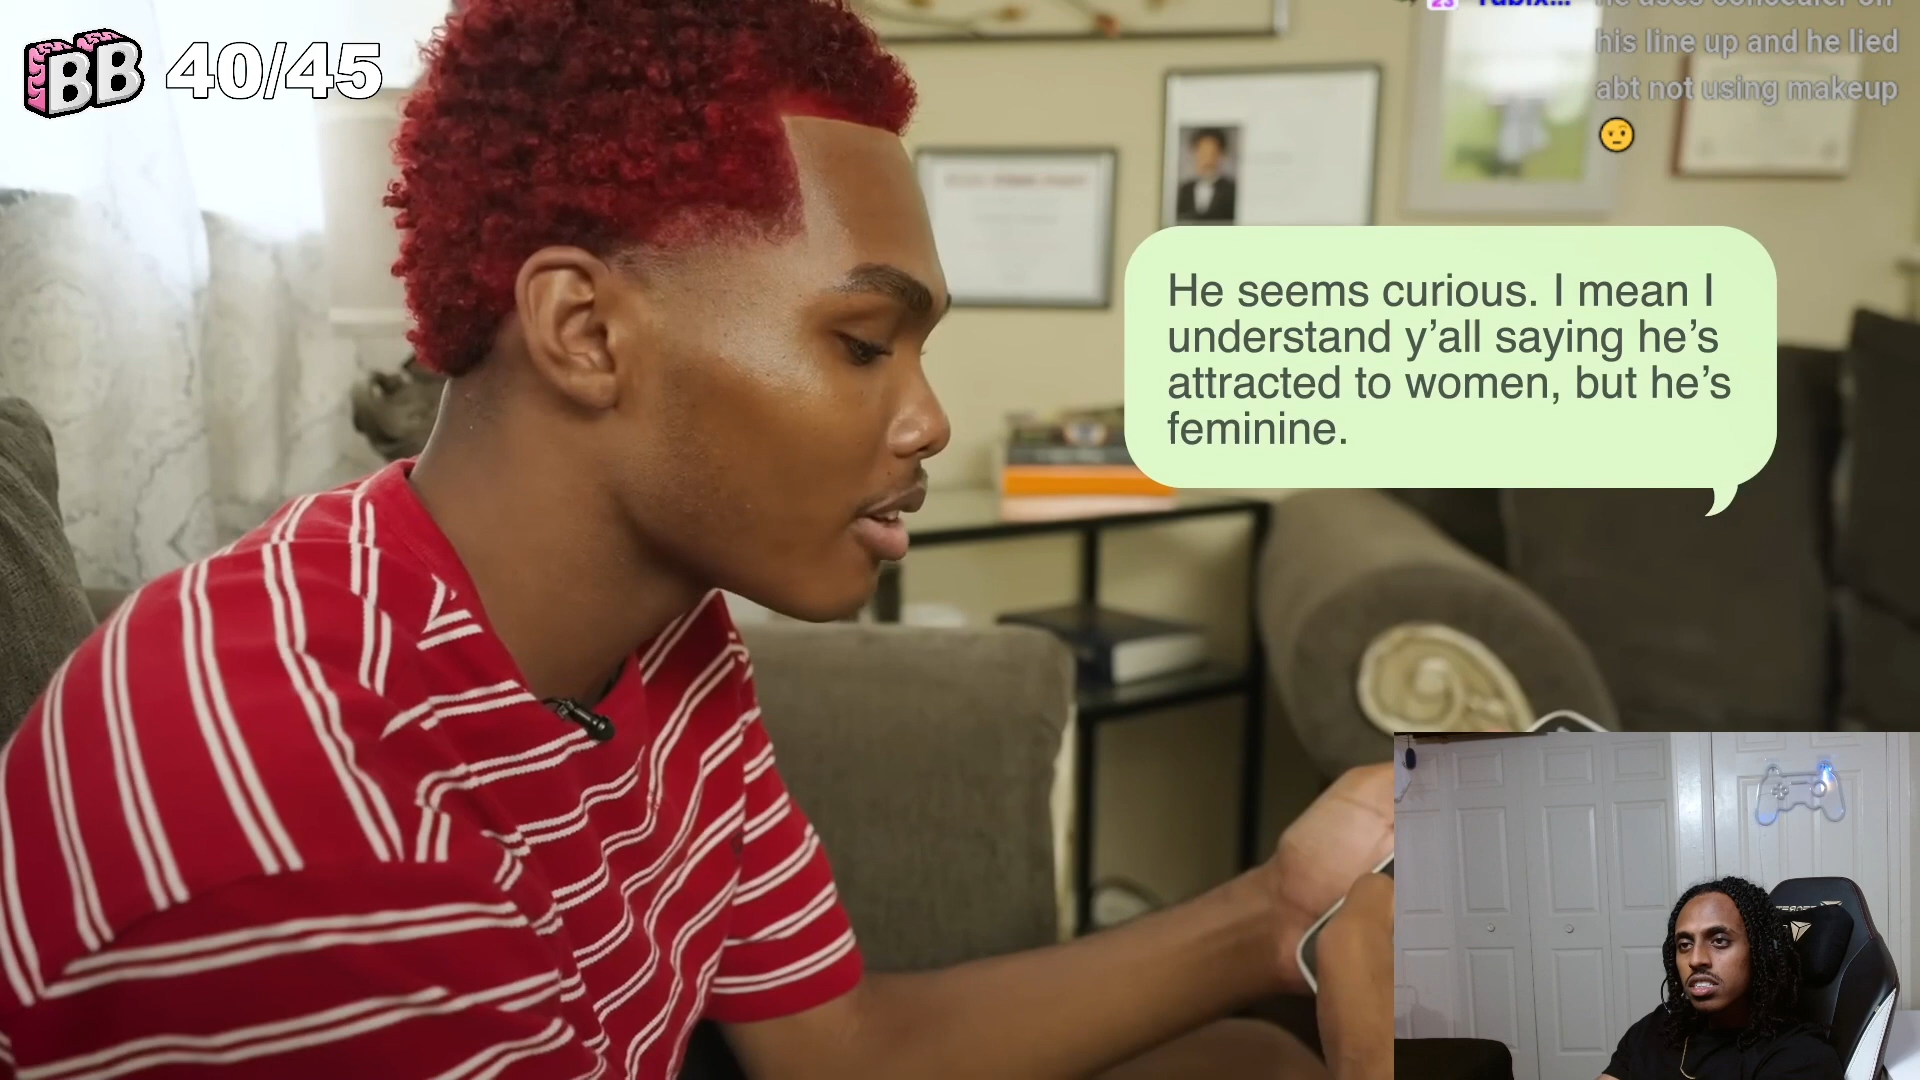 BB 40/45
his line up and he lied
abt not using makeup
He seems curious. I mean I
understand y’all saying he’s
attracted to women, but he’s
feminine.